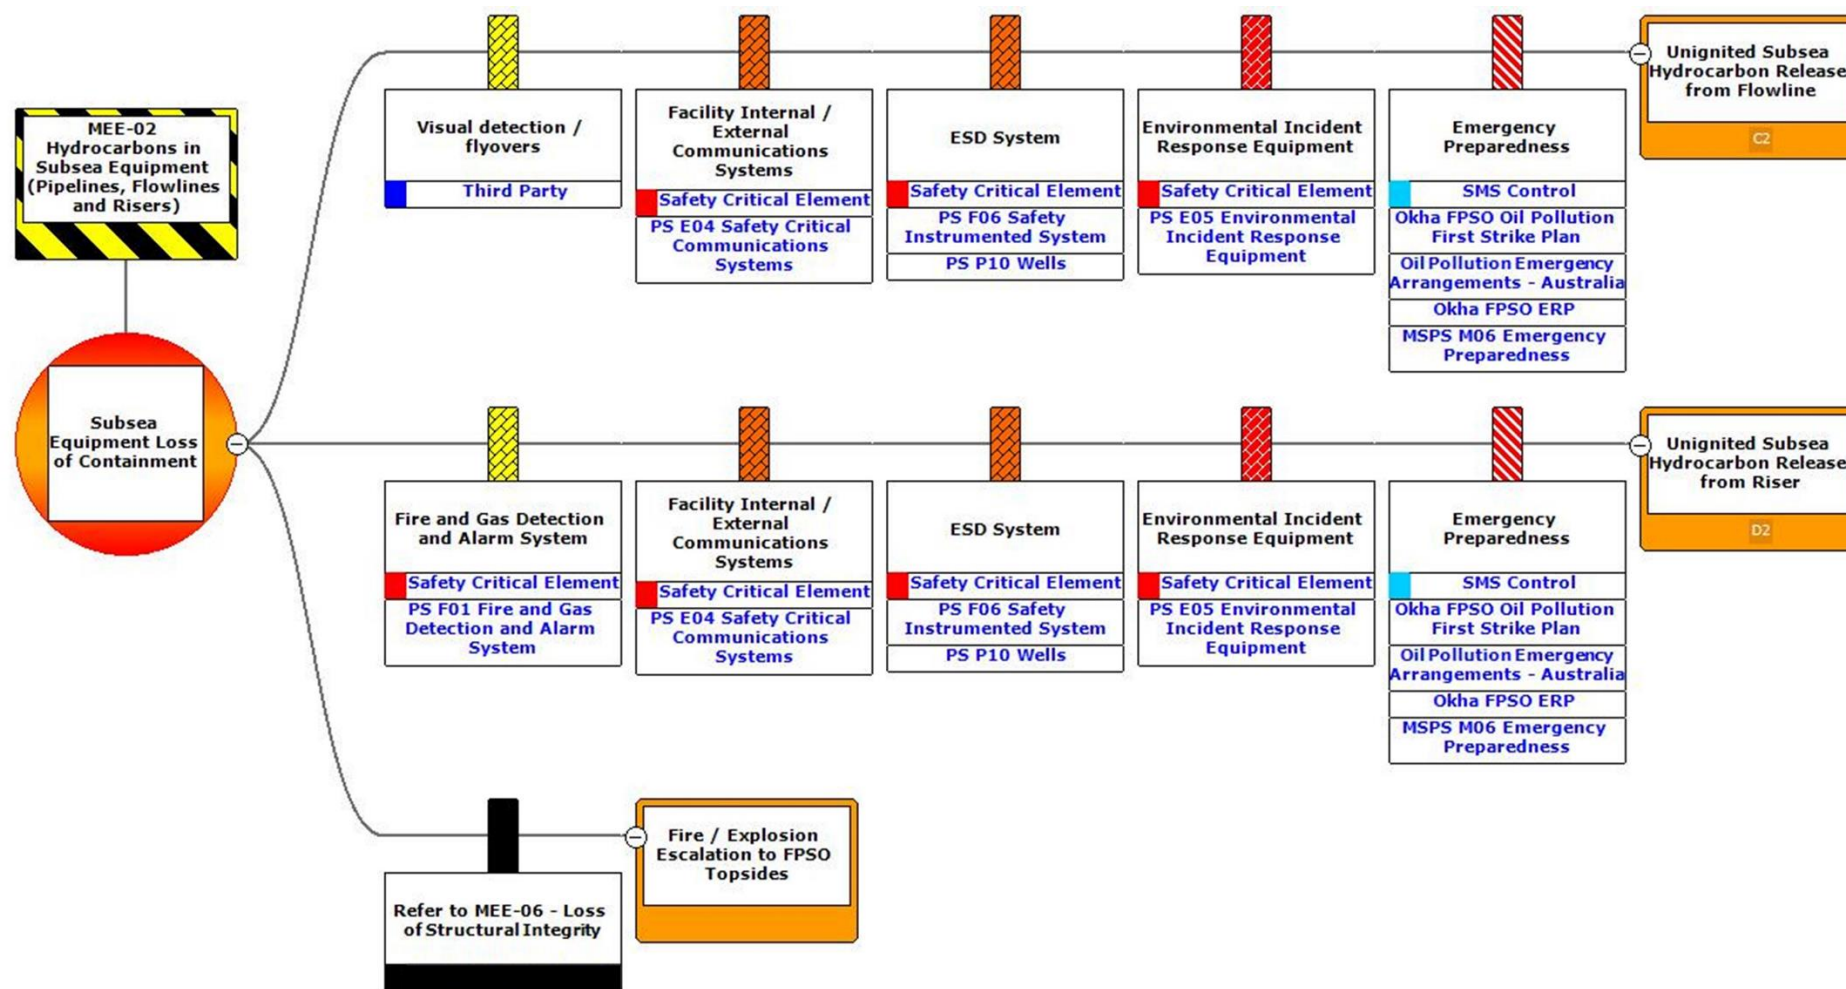 MEE-02
Hydrocarbons in
Subsea Equipment
(Pipelines, Flowlines
and Risers)
Subsea
Equipment Loss
of Containment
Visual detection /
flyovers
Third Party
Facility Internal /
External
Communications
Systems
Safety Critical Element
PS E04 Safety Critical
Communications
Systems
ESD System
Safety Critical Element
PS F06 Safety
Instrumented System
PS P10 Wells
Environmental Incident
Response Equipment
Safety Critical Element
PS E05 Environmental
Incident Response
Equipment
Emergency
Preparedness
SMS Control
Okha FPSO Oil Pollution
First Strike Plan
Oil Pollution Emergency
Arrangements - Australia
Okha FPSO ERP
MSPS M06 Emergency
Preparedness
Unignited Subsea
Hydrocarbon Release
from Flowline
C2
Fire and Gas Detection
and Alarm System
Safety Critical Element
PS F01 Fire and Gas
Detection and Alarm
System
Facility Internal /
External
Communications
Systems
Safety Critical Element
PS E04 Safety Critical
Communications
Systems
ESD System
Safety Critical Element
PS F06 Safety
Instrumented System
PS P10 Wells
Environmental Incident
Response Equipment
Safety Critical Element
PS E05 Environmental
Incident Response
Equipment
Emergency
Preparedness
SMS Control
Okha FPSO Oil Pollution
First Strike Plan
Oil Pollution Emergency
Arrangements - Australia
Okha FPSO ERP
MSPS M06 Emergency
Preparedness
Unignited Subsea
Hydrocarbon Release
from Riser
D2
Refer to MEE-06 - Loss
of Structural Integrity
Fire / Explosion
Escalation to FPSO
Topsides